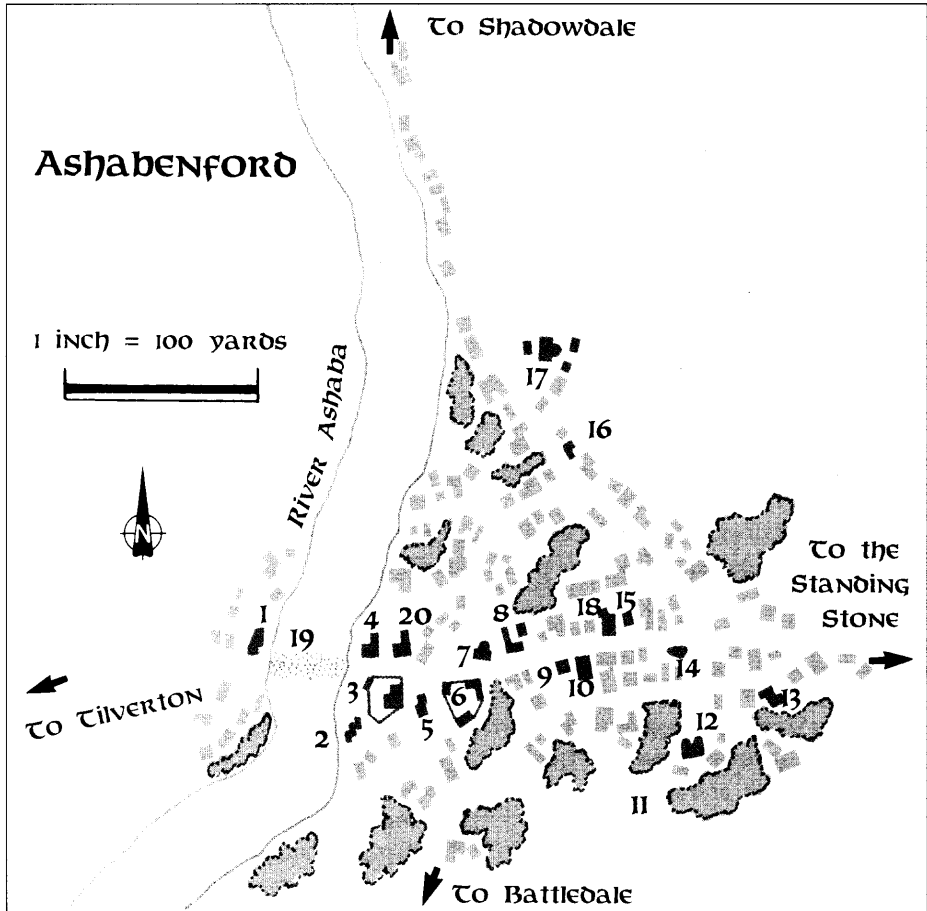 To Shadowdale
Ashabenford
1 inch = 100 yards
River Ashaba
N
17
16
To the
Standing
Stone
1
19
4
20
8
18
15
7
9
10
14
3
6
5
2
13
12
11
To Tilverton
To Battledale